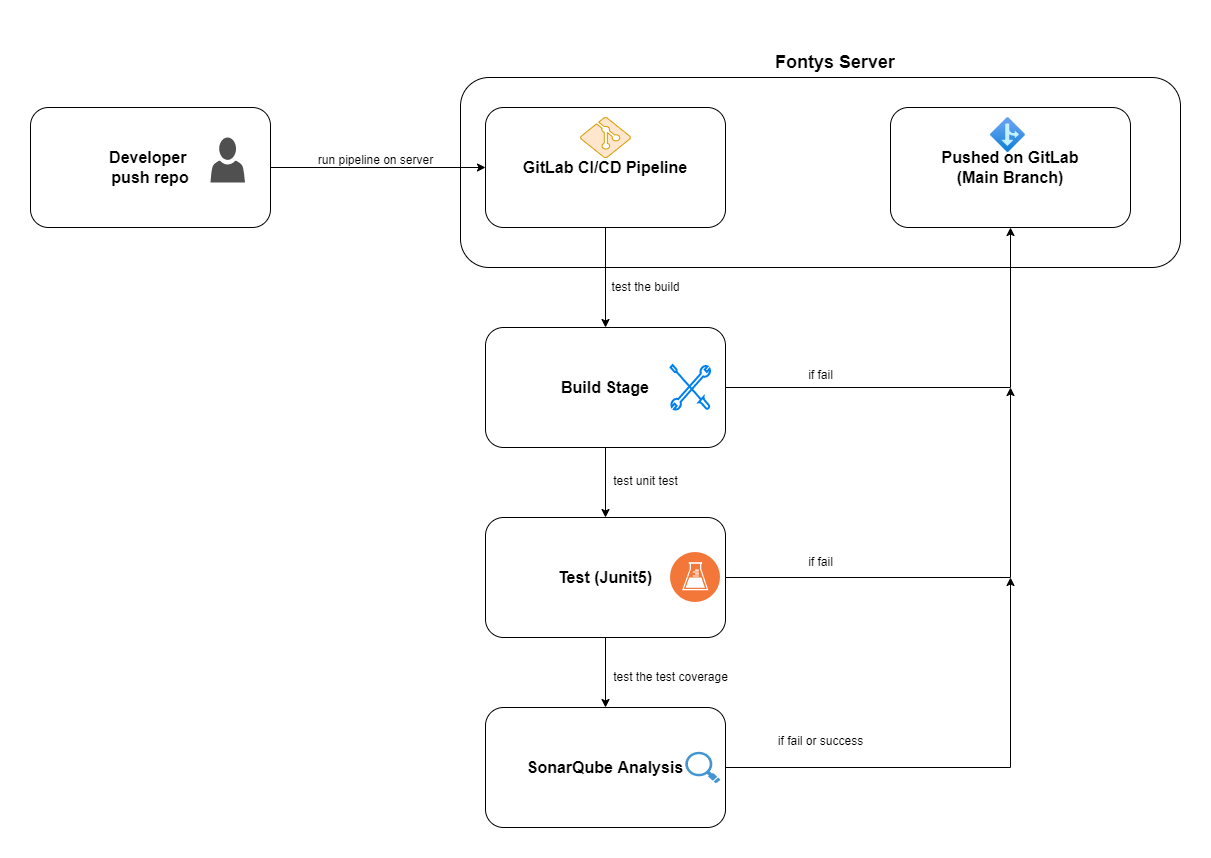 Fontys Server
Developer
push repo
run pipeline on server
GitLab CI/CD Pipeline
Pushed on GitLab
(Main Branch)
test the build
Build Stage
if fail
test unit test
Test (Junit5)
if fail
test the test coverage
SonarQube Analysis
if fail or success